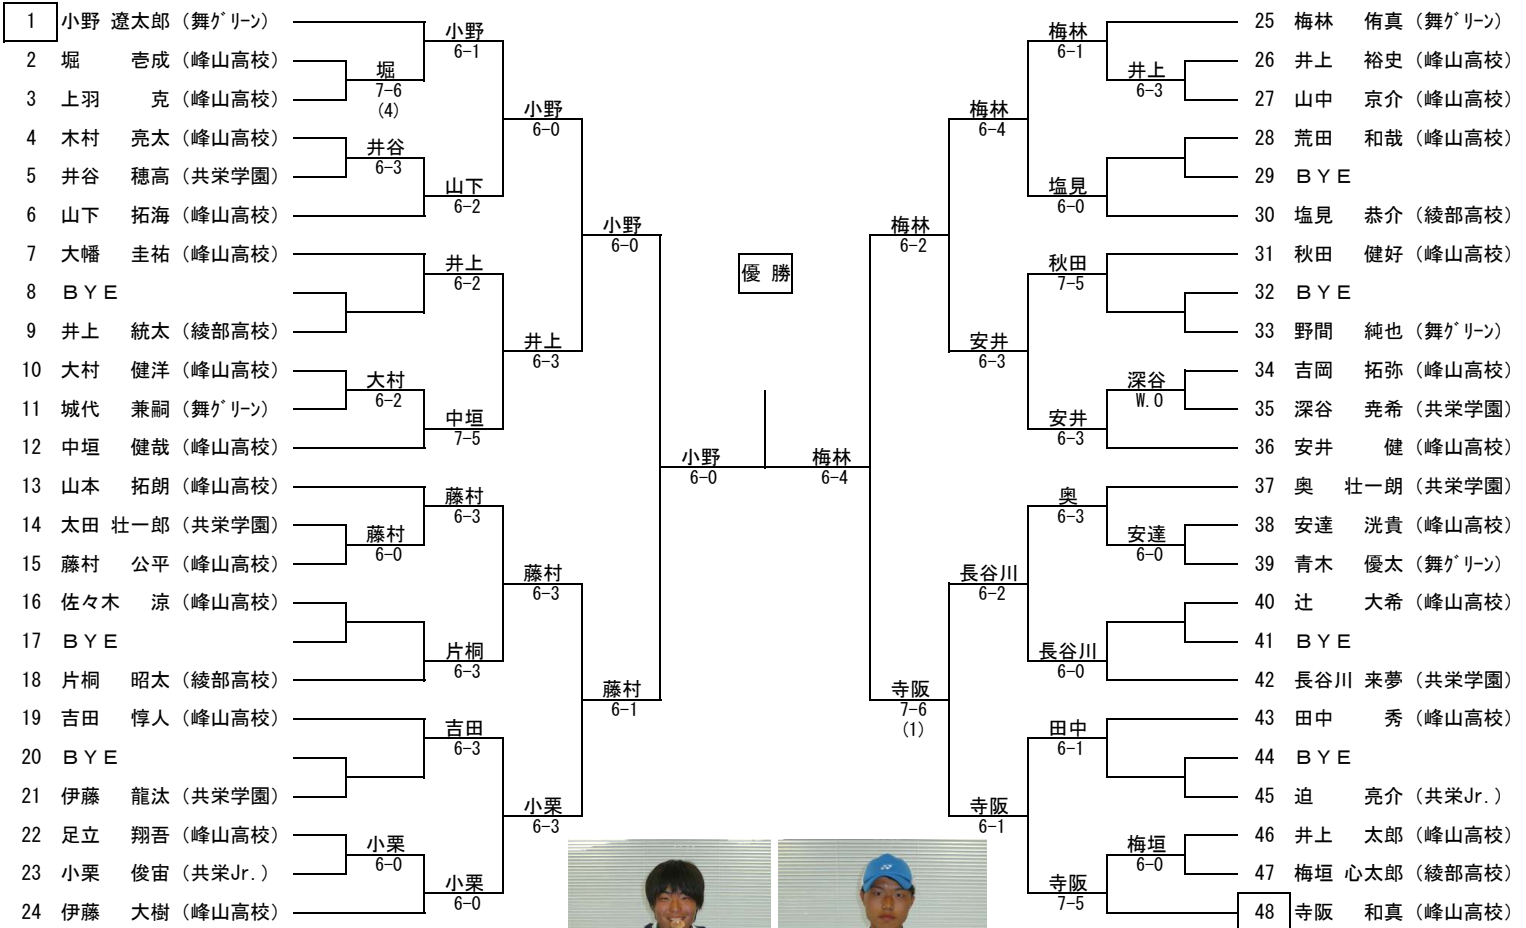 1 小野 遼太郎 (舞ｸﾞﾘｰﾝ)
2 堀 壱成 (峰山高校)
3 上羽 克 (峰山高校)
4 木村 亮太 (峰山高校)
5 井谷 穂高 (共栄学園)
6 山下 拓海 (峰山高校)
7 大幡 圭祐 (峰山高校)
8 ＢＹＥ
9 井上 統太 (綾部高校)
10 大村 健洋 (峰山高校)
11 城代 兼嗣 (舞ｸﾞﾘｰﾝ)
12 中垣 健哉 (峰山高校)
13 山本 拓朗 (峰山高校)
14 太田 壮一郎 (共栄学園)
15 藤村 公平 (峰山高校)
16 佐々木 涼 (峰山高校)
17 ＢＹＥ
18 片桐 昭太 (綾部高校)
19 吉田 惇人 (峰山高校)
20 ＢＹＥ
21 伊藤 龍汰 (共栄学園)
22 足立 翔吾 (峰山高校)
23 小栗 俊宙 (共栄Jr.)
24 伊藤 大樹 (峰山高校)
堀
7-6
(4)
井谷
6-3
大村
6-2
藤村
6-0
小栗
6-0
小野
6-1
山下
6-2
井上
6-2
中垣
7-5
藤村
6-3
片桐
6-3
吉田
6-3
小栗
6-0
小野
6-0
井上
6-3
藤村
6-3
小栗
6-3
小野
6-0
藤村
6-1
小野
6-0
優 勝
梅林
6-4
梅林
6-2
寺阪
7-6
(1)
梅林
6-4
安井
6-3
長谷川
6-2
寺阪
6-1
梅林
6-1
塩見
6-0
秋田
7-5
安井
6-3
奥
6-3
長谷川
6-0
田中
6-1
寺阪
7-5
井上
6-3
深谷
W.O
安達
6-0
梅垣
6-0
25 梅林 侑真 (舞ｸﾞﾘｰﾝ)
26 井上 裕史 (峰山高校)
27 山中 京介 (峰山高校)
28 荒田 和哉 (峰山高校)
29 ＢＹＥ
30 塩見 恭介 (綾部高校)
31 秋田 健好 (峰山高校)
32 ＢＹＥ
33 野間 純也 (舞ｸﾞﾘｰﾝ)
34 吉岡 拓弥 (峰山高校)
35 深谷 尭希 (共栄学園)
36 安井 健 (峰山高校)
37 奥 壮一朗 (共栄学園)
38 安達 洸貴 (峰山高校)
39 青木 優太 (舞ｸﾞﾘｰﾝ)
40 辻 大希 (峰山高校)
41 ＢＹＥ
42 長谷川 来夢 (共栄学園)
43 田中 秀 (峰山高校)
44 ＢＹＥ
45 迫 亮介 (共栄Jr.)
46 井上 太郎 (峰山高校)
47 梅垣 心太郎 (綾部高校)
48 寺阪 和真 (峰山高校)